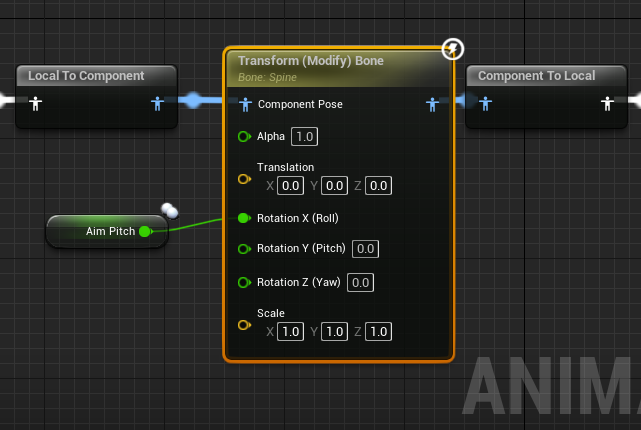 Local To Component
Transform (Modify) Bone
Bone: Spine
Component To Local
Component Pose
Alpha 1.0
Translation
X 0.0 Y 0.0 Z 0.0
Aim Pitch
Rotation X (Roll)
Rotation Y (Pitch) 0.0
Rotation Z (Yaw) 0.0
Scale
X 1.0 Y 1.0 Z 1.0
ANIM